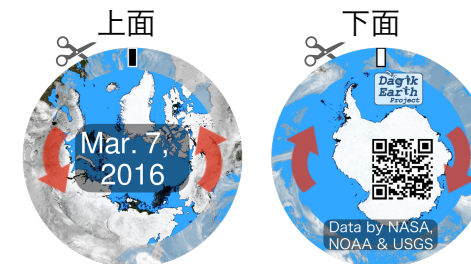 上面
下面
Mar. 7,
2016
Dagik
Earth
Project
Data by NASA,
NOAA & USGS